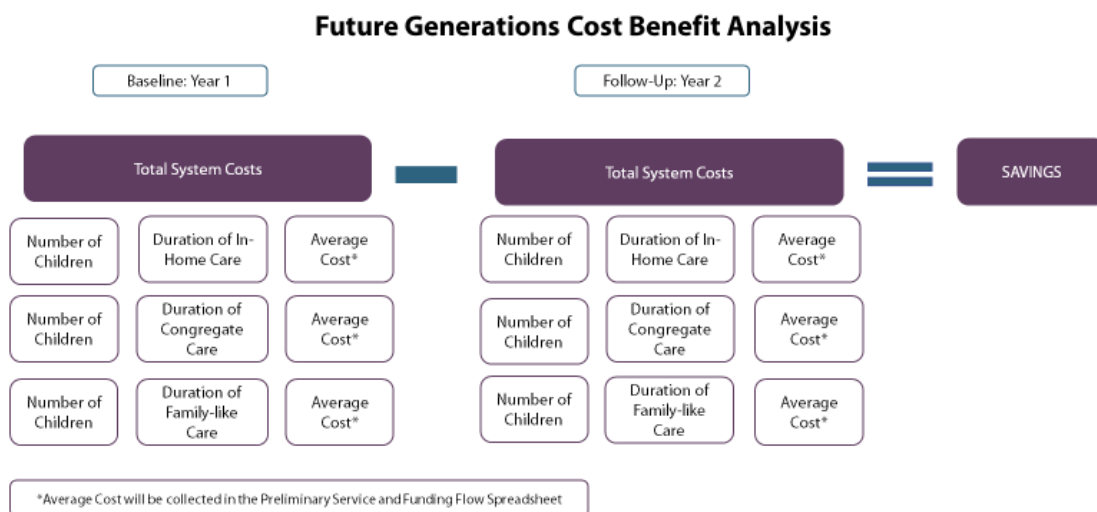 Future Generations Cost Benefit Analysis
Baseline: Year 1
Follow-Up: Year 2
Total System Costs
Total System Costs
SAVINGS
Number of
Children
Duration of In-
Home Care
Average
Cost*
Number of
Children
Duration of In-
Home Care
Average
Cost*
Number of
Children
Duration of
Congregate
Care
Average
Cost*
Number of
Children
Duration of
Congregate
Care
Average
Cost*
Number of
Children
Duration of
Family-like
Care
Average
Cost*
Number of
Children
Duration of
Family-like
Care
Average
Cost*
*Average Cost will be collected in the Preliminary Service and Funding Flow Spreadsheet